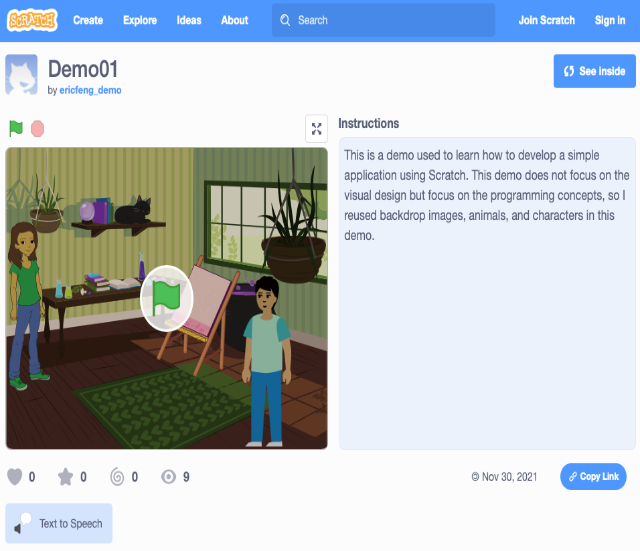 SCRATCH Create Explore Ideas About Search Join Scratch Sign in
Demo01
by ericfeng_demo
See inside
Instructions
This is a demo used to learn how to develop a simple
application using Scratch. This demo does not focus on the
visual design but focus on the programming concepts, so I
reused backdrop images, animals, and characters in this
demo.
0 0 0 9
© Nov 30, 2021
Copy Link
Text to Speech